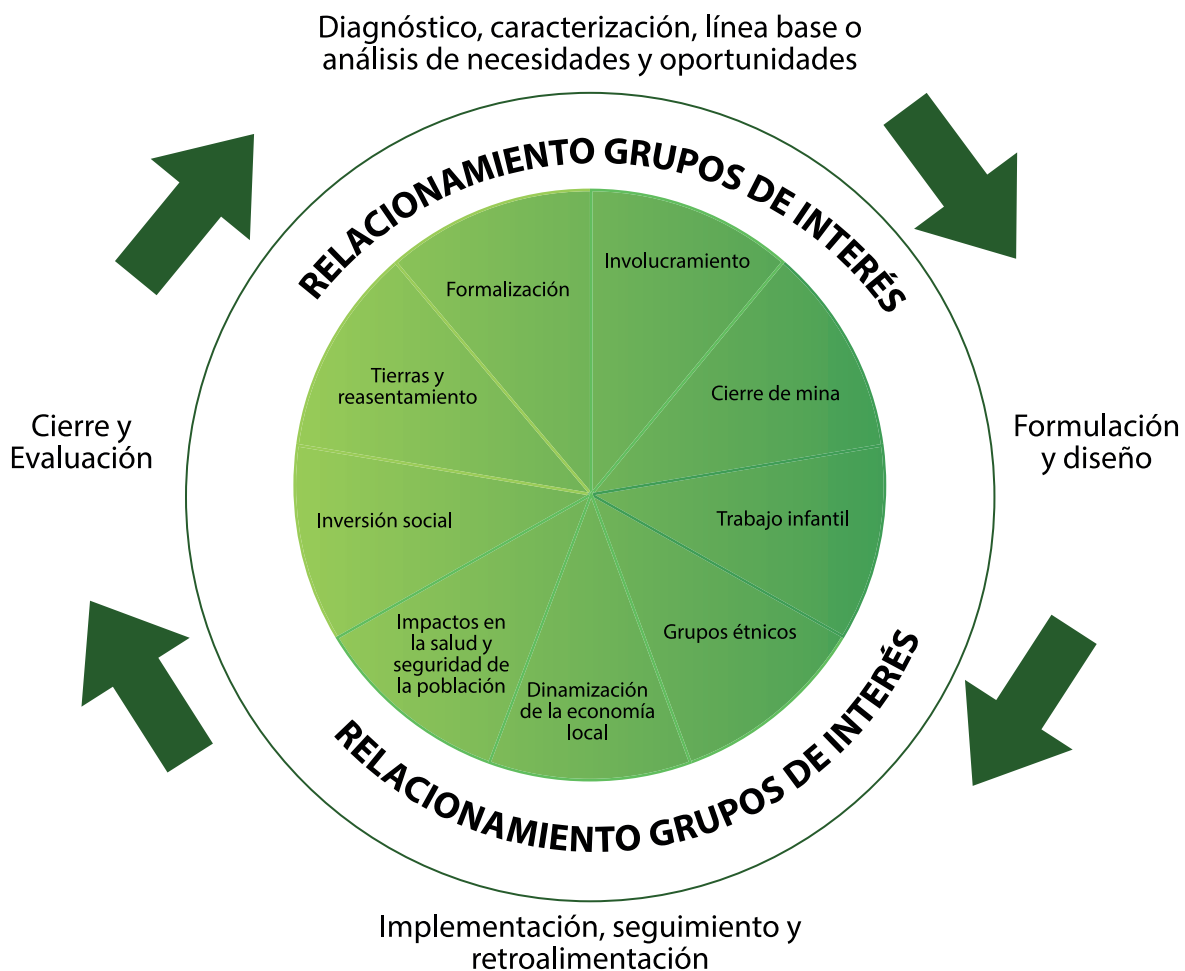 Diagnóstico, caracterización, línea base o
análisis de necesidades y oportunidades
RELACIONAMIENTO GRUPOS DE INTERÉS
Involucramiento
Formalización
Tierras y
reasentamiento
Cierre de mina
Cierre y
Evaluación
Formulación
y diseño
Inversión social
Trabajo infantil
Impactos en
la salud y
seguridad de
la población
Grupos étnicos
Dinamización
de la economía
local
RELACIONAMIENTO GRUPOS DE INTERÉS
Implementación, seguimiento y
retroalimentación